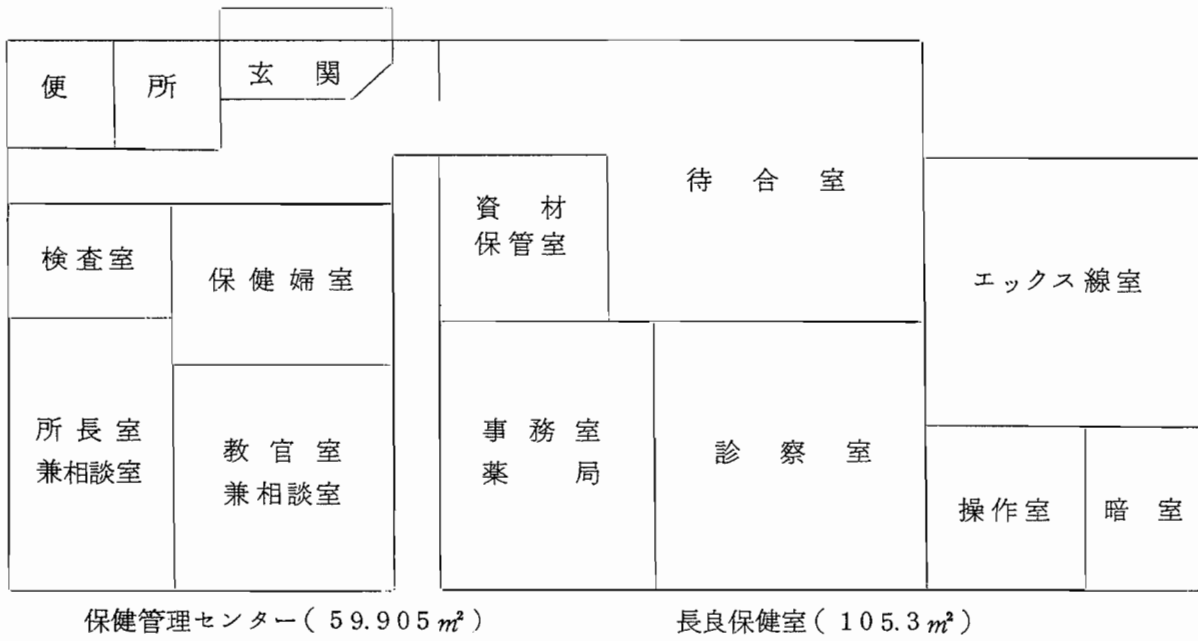 便 所
玄 関
待 合 室
資 材
保管室
検査室
保 健 婦 室
エックス線室
所 長 室
兼相談室
教 官 室
兼相談室
事 務 室
薬 局
診 察 室
操作室
暗 室
保健管理センター( 59.905㎡)
長良保健室( 105.3㎡)